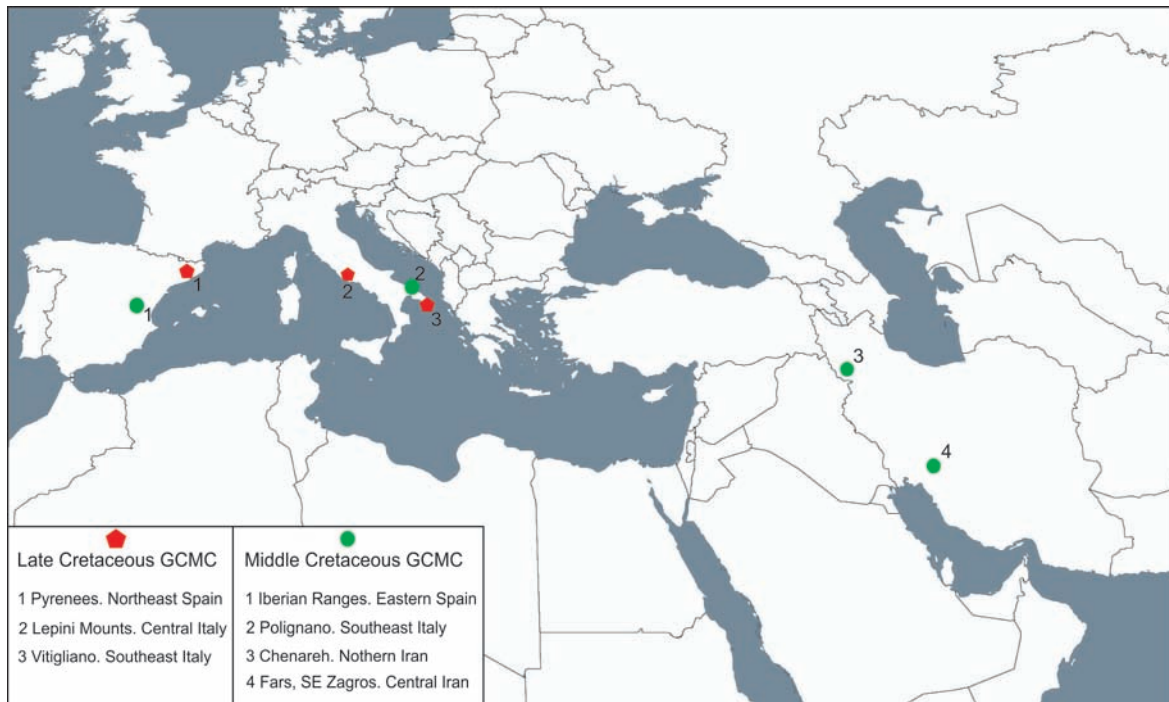 1
2
2
3
1
3
4
Late Cretaceous GCMC
1 Pyrenees. Northeast Spain
2 Lepini Mounts. Central Italy
3 Vitigliano. Southeast Italy
Middle Cretaceous GCMC
1 Iberian Ranges. Eastern Spain
2 Polignano. Southeast Italy
3 Chenareh. Nothern Iran
4 Fars, SE Zagros. Central Iran